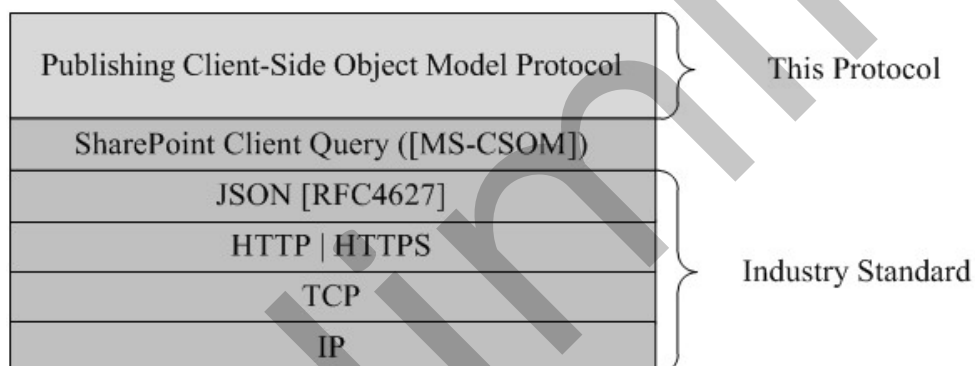 Publishing Client-Side Object Model Protocol
This Protocol
SharePoint Client Query ([MS-CSOM])
JSON [RFC4627]
HTTP | HTTPS
TCP
Industry Standard
IP